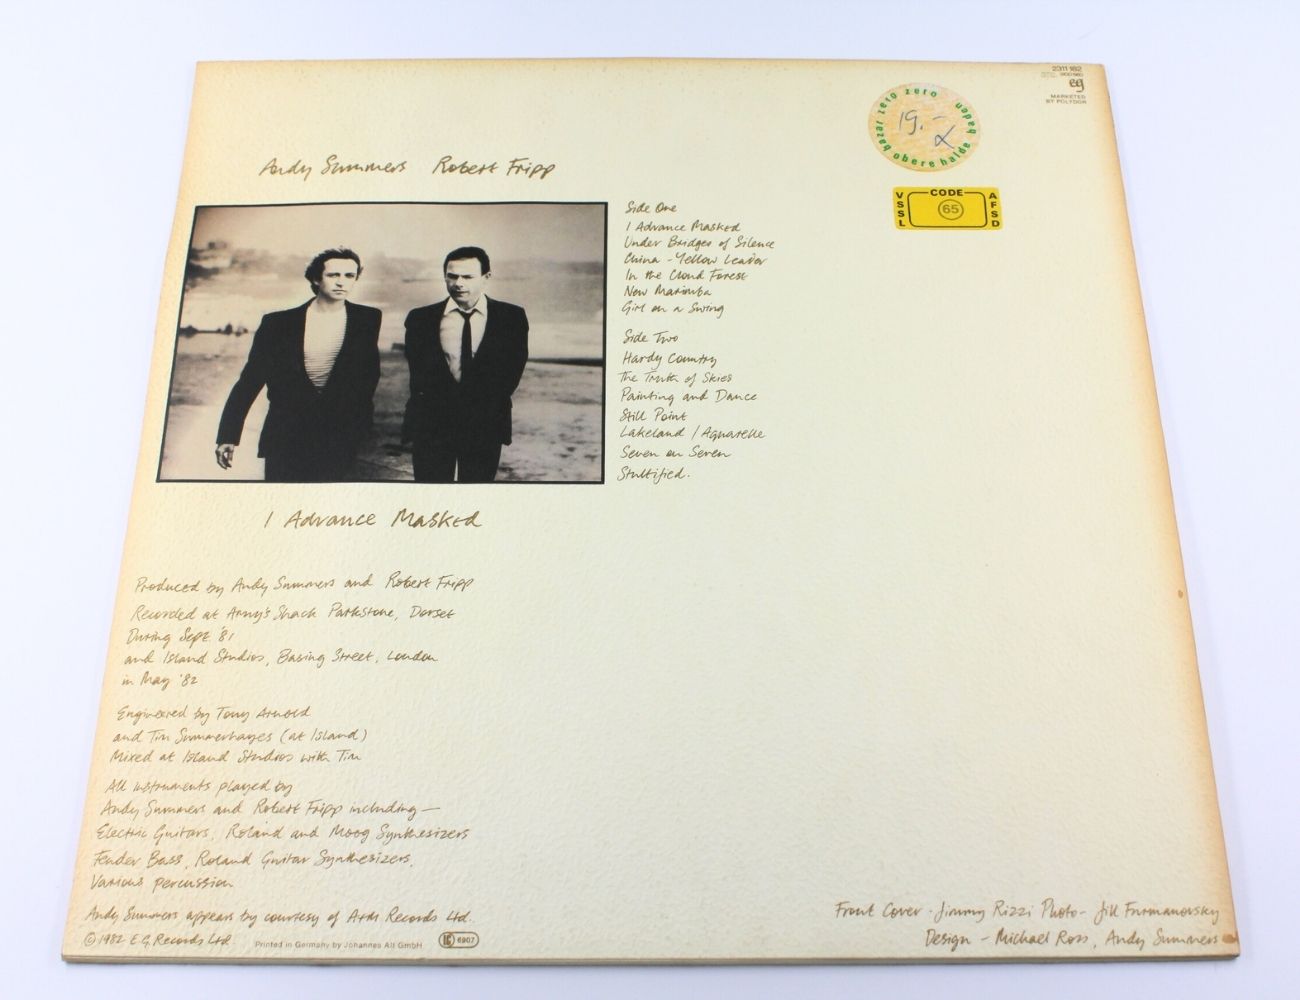 2311 182
eg
MARKETED
BY POLYDOR
zero zero
bazar obere halde baden
19.-
CODE
VSSL 65 AFSD
Andy Summers Robert Fripp
Side One
I Advance Masked
Under Bridges of Silence
China - Yellow Leader
In the Cloud Forest
New Marimba
Girl on a Swing
Side Two
Hardy Country
The Truth of Skies
Painting and Dance
Still Point
Lakeland / Aquarelle
Seven on Seven
Stultified.
I Advance Masked
Produced by Andy Summers and Robert Fripp
Recorded at Arny's Shack Parkstone, Dorset
During Sept. '81
and Island Studios, Basing Street, London
in May '82
Engineered by Tony Arnold
and Tim Summerhayes (at Island)
Mixed at Island Studios with Tim
All instruments played by
Andy Summers and Robert Fripp including —
Electric Guitars, Roland and Moog Synthesizers
Fender Bass, Roland Guitar Synthesizers,
Various percussion
Andy Summers appears by courtesy of A+M Records Ltd.
©1982 E.G. Records Ltd.
Printed in Germany by Johannes Alt GmbH
LC 6907
Front Cover - Jimmy Rizzi Photo - Jill Furmanovsky
Design - Michael Ross, Andy Summers